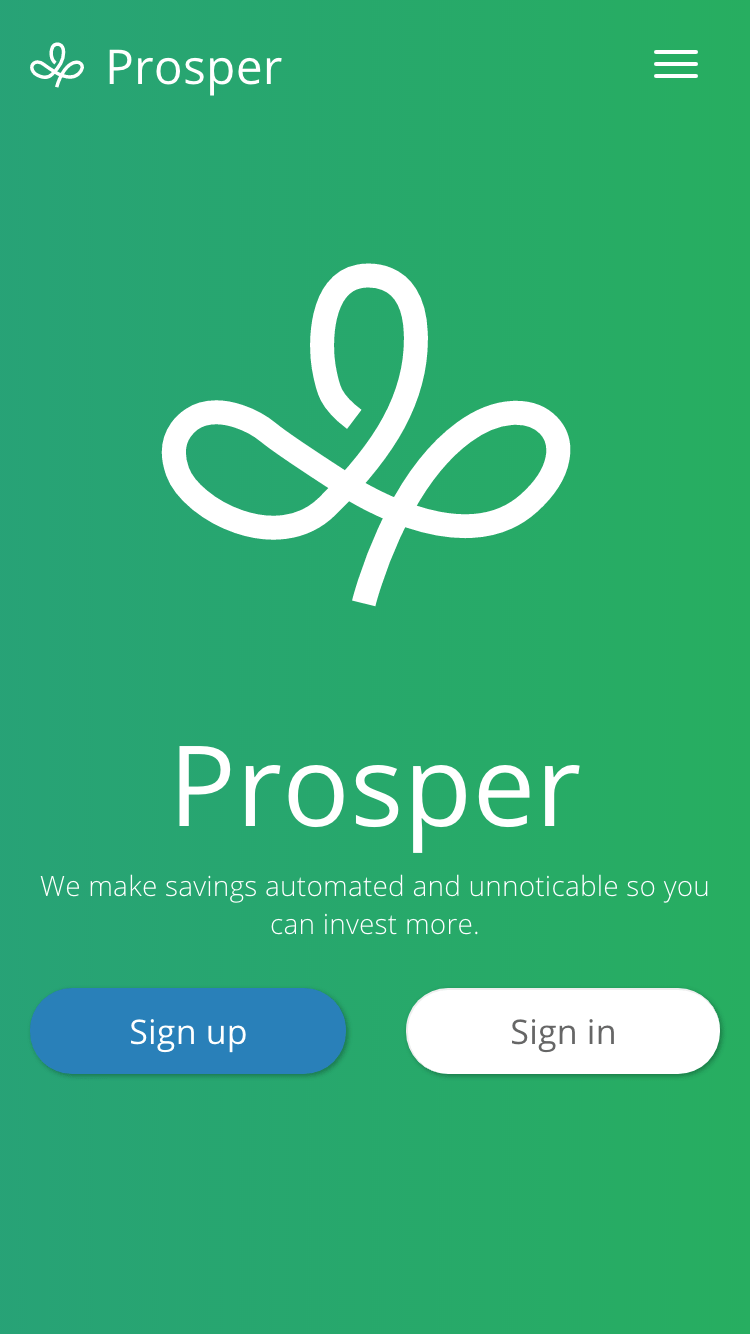 Prosper
Prosper
We make savings automated and unnoticable so you
can invest more.
Sign up
Sign in